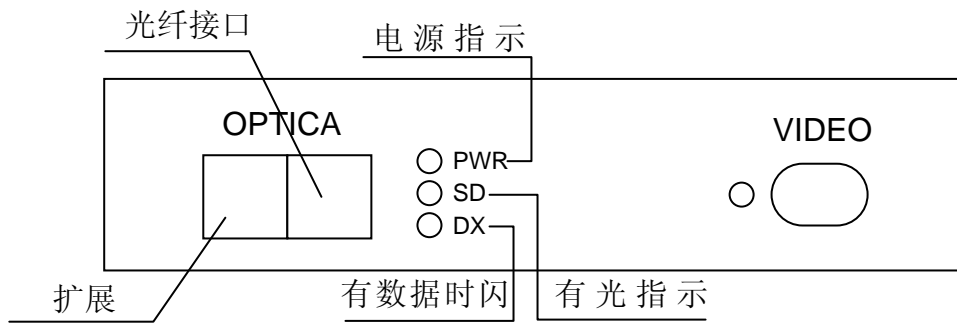 光纤接口
电源指示
OPTICA
VIDEO
PWR
SD
DX
扩展
有数据时闪
有光指示